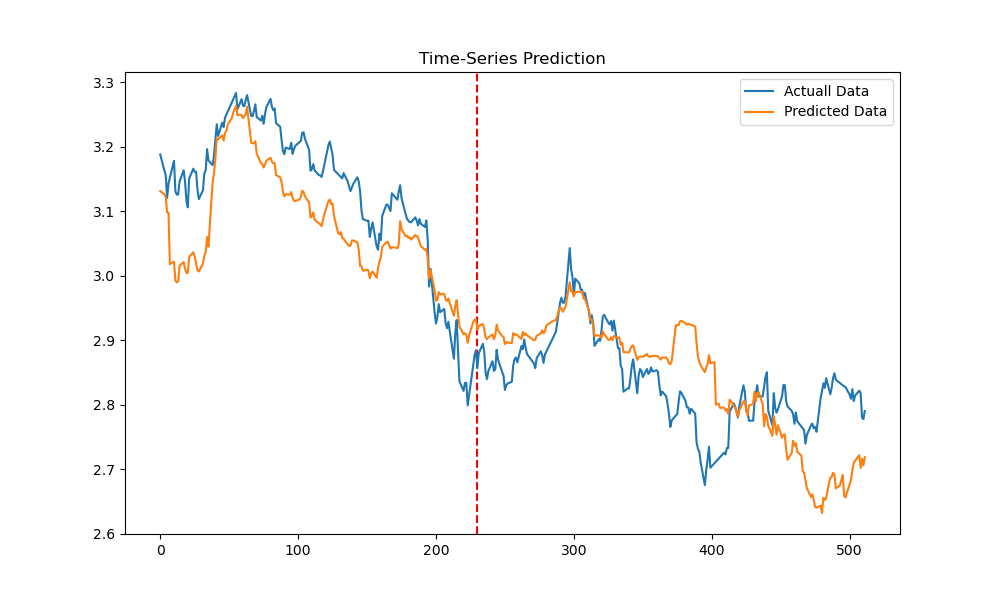 Time-Series Prediction
Actuall Data
Predicted Data
3.3
3.2
3.1
3.0
2.9
2.8
2.7
2.6
0 100 200 300 400 500